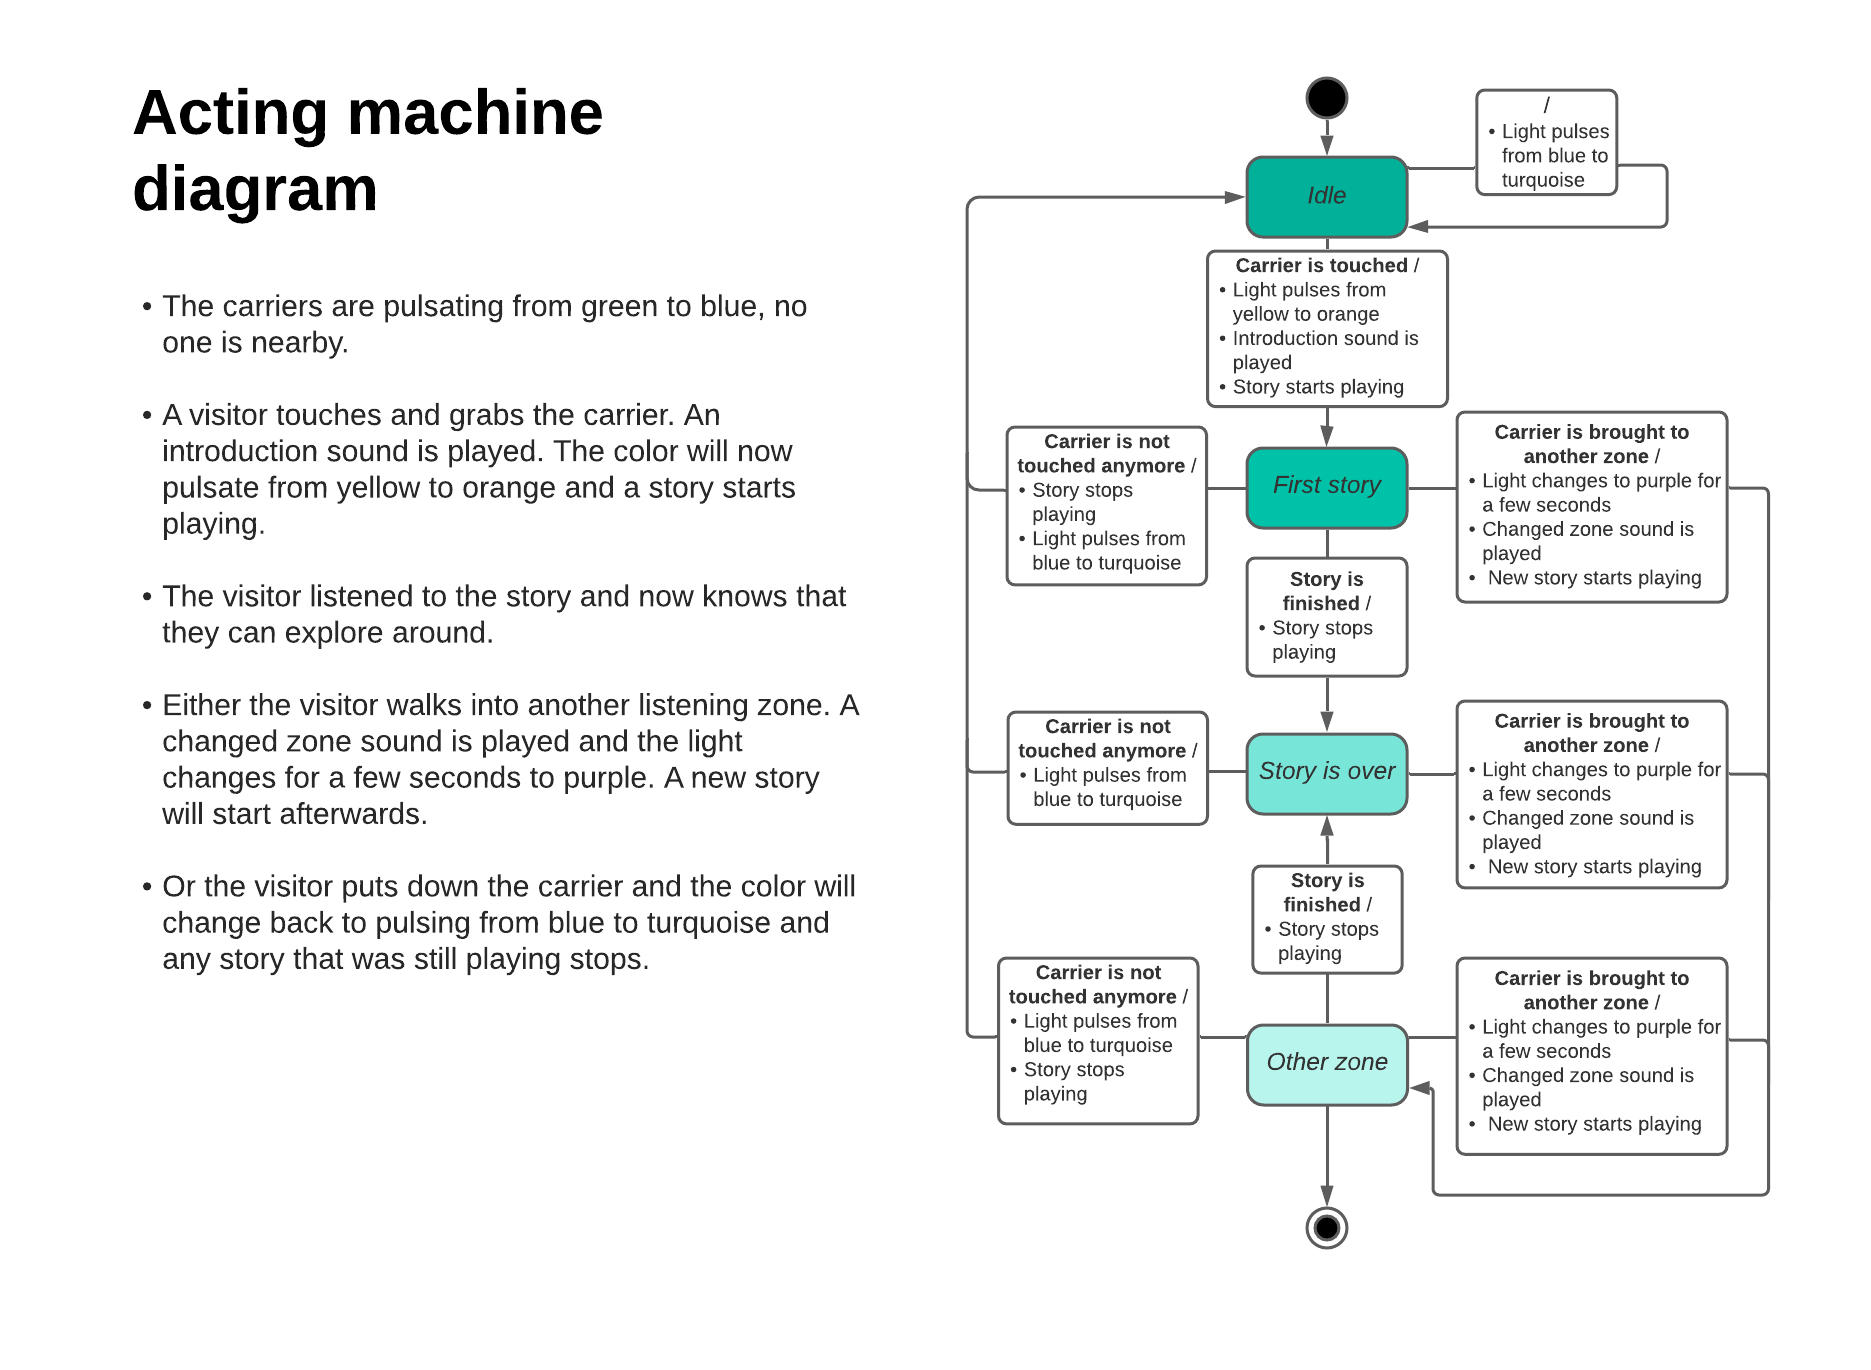 Acting machine
diagram
• The carriers are pulsating from green to blue, no
one is nearby.
• A visitor touches and grabs the carrier. An
introduction sound is played. The color will now
pulsate from yellow to orange and a story starts
playing.
• The visitor listened to the story and now knows that
they can explore around.
• Either the visitor walks into another listening zone. A
changed zone sound is played and the light
changes for a few seconds to purple. A new story
will start afterwards.
• Or the visitor puts down the carrier and the color will
change back to pulsing from blue to turquoise and
any story that was still playing stops.
/
• Light pulses
from blue to
turquoise
Idle
Carrier is touched /
• Light pulses from
yellow to orange
• Introduction sound is
played
• Story starts playing
Carrier is not
touched anymore /
• Story stops
playing
• Light pulses from
blue to turquoise
First story
Carrier is brought to
another zone /
• Light changes to purple for
a few seconds
• Changed zone sound is
played
• New story starts playing
Story is
finished /
• Story stops
playing
Carrier is not
touched anymore /
• Light pulses from
blue to turquoise
Story is over
Carrier is brought to
another zone /
• Light changes to purple for
a few seconds
• Changed zone sound is
played
• New story starts playing
Story is
finished /
• Story stops
playing
Carrier is not
touched anymore /
• Light pulses from
blue to turquoise
• Story stops
playing
Other zone
Carrier is brought to
another zone /
• Light changes to purple for
a few seconds
• Changed zone sound is
played
• New story starts playing